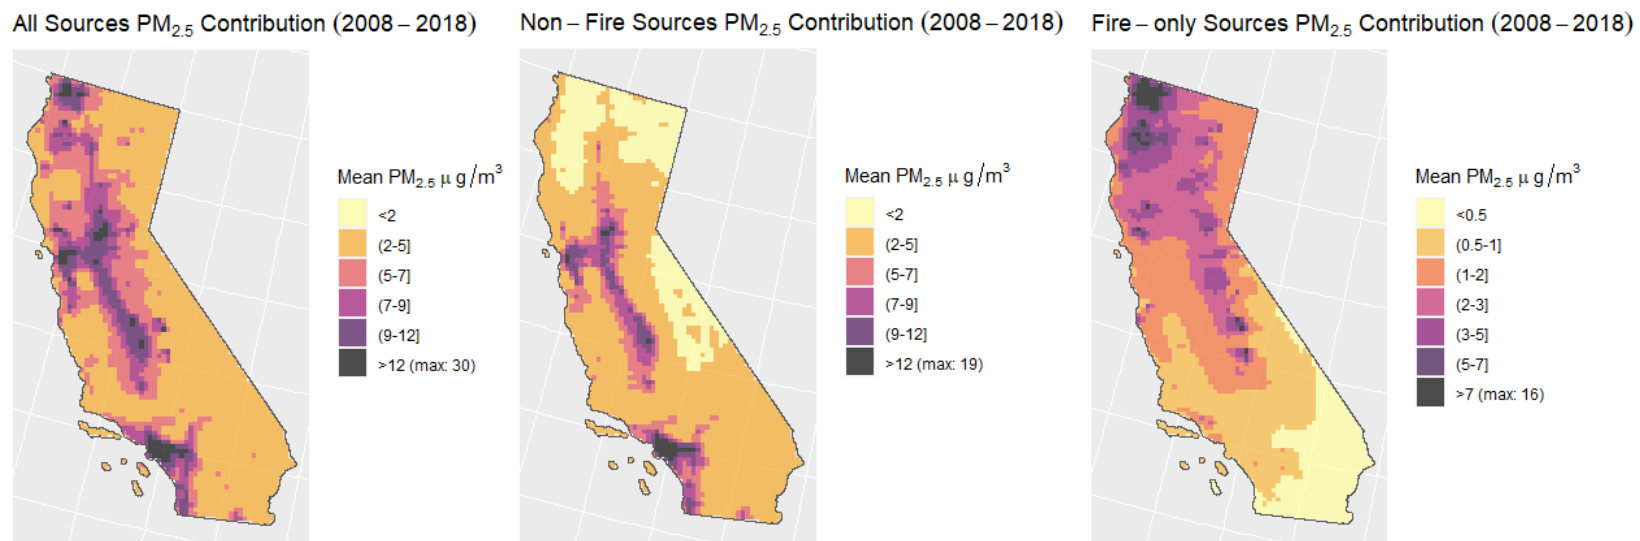 All Sources PM2.5 Contribution (2008 – 2018)
Mean PM2.5 μ g/m³
<2
(2-5]
(5-7]
(7-9]
(9-12]
>12 (max: 30)
Non – Fire Sources PM2.5 Contribution (2008 – 2018)
Mean PM2.5 μ g/m³
<2
(2-5]
(5-7]
(7-9]
(9-12]
>12 (max: 19)
Fire – only Sources PM2.5 Contribution (2008 – 2018)
Mean PM2.5 μ g/m³
<0.5
(0.5-1]
(1-2]
(2-3]
(3-5]
(5-7]
>7 (max: 16)